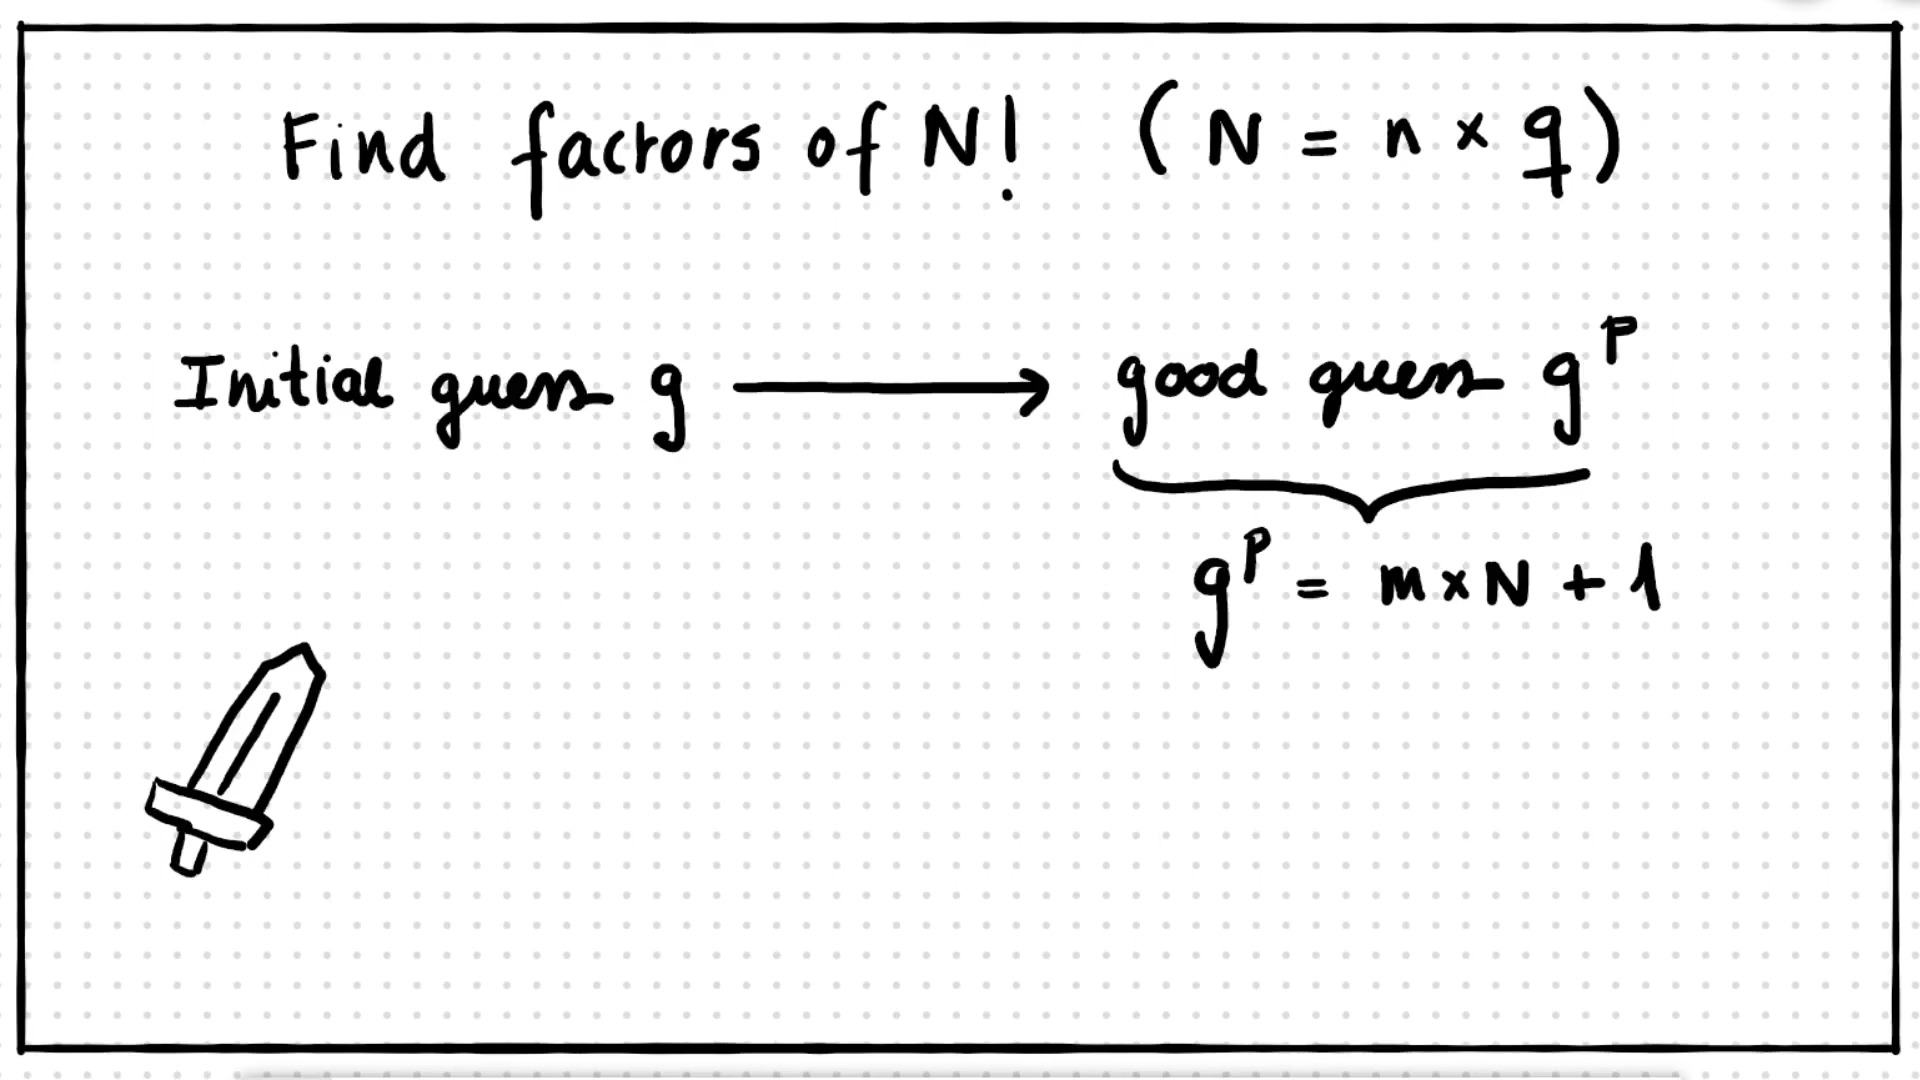 Find factors of N! (N = n × q)
Initial guess g → good guess g^p
g^p = m × N + 1